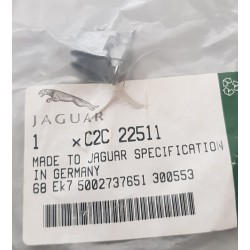 JAGUAR
1 ×C2C 22511
MADE TO JAGUAR SPECIFICATION
IN GERMANY
68 EK7 5002737651 300553